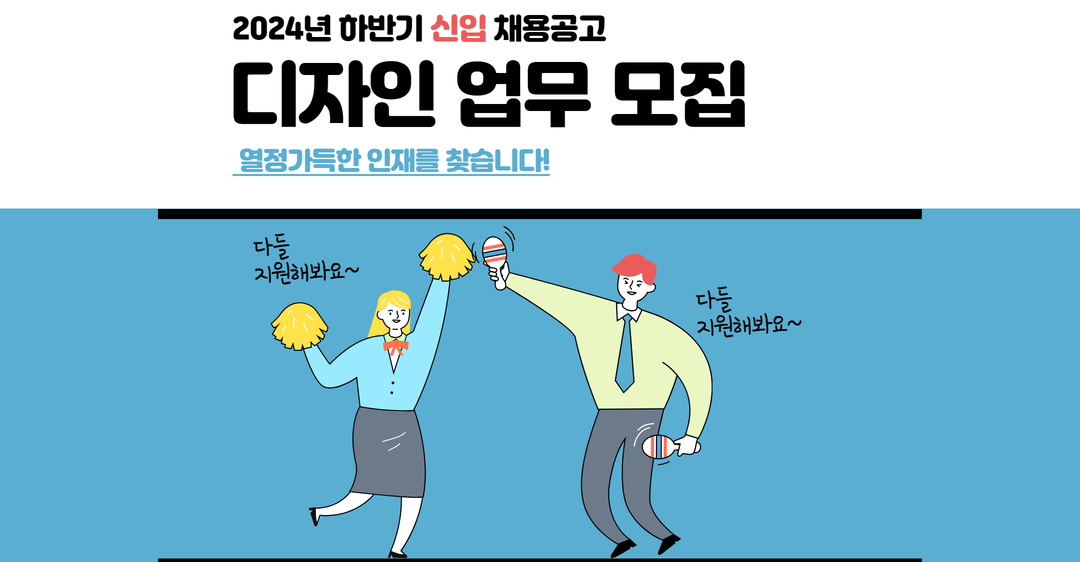 2024년 하반기 신입 채용공고
디자인 업무 모집
열정가득한 인재를 찾습니다!
다들
지원해봐요~
다들
지원해봐요~